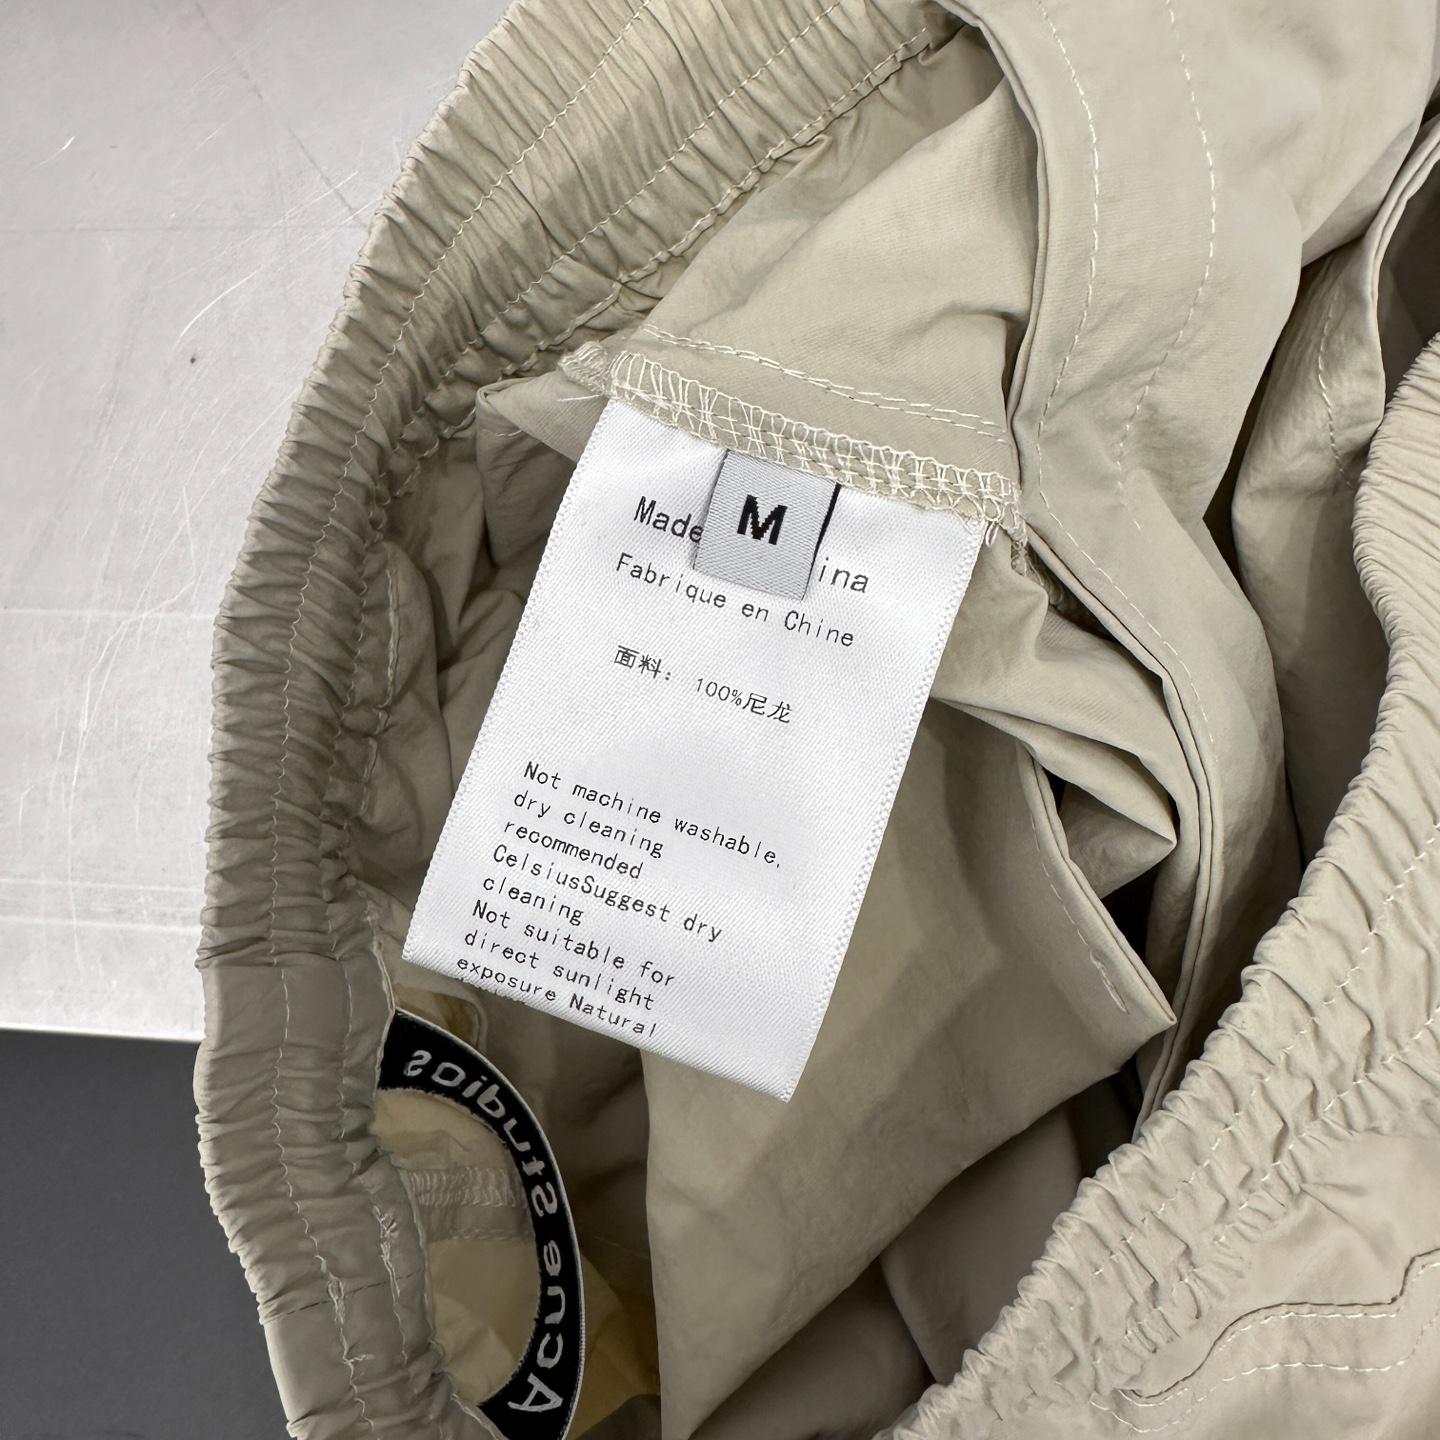 M
Made ina
Fabrique en Chine
面料: 100%尼龙
Not machine washable,
dry cleaning
recommended
CelsiusSuggest dry
cleaning
Not suitable for
direct sunlight
exposure Natural
Acne Studios